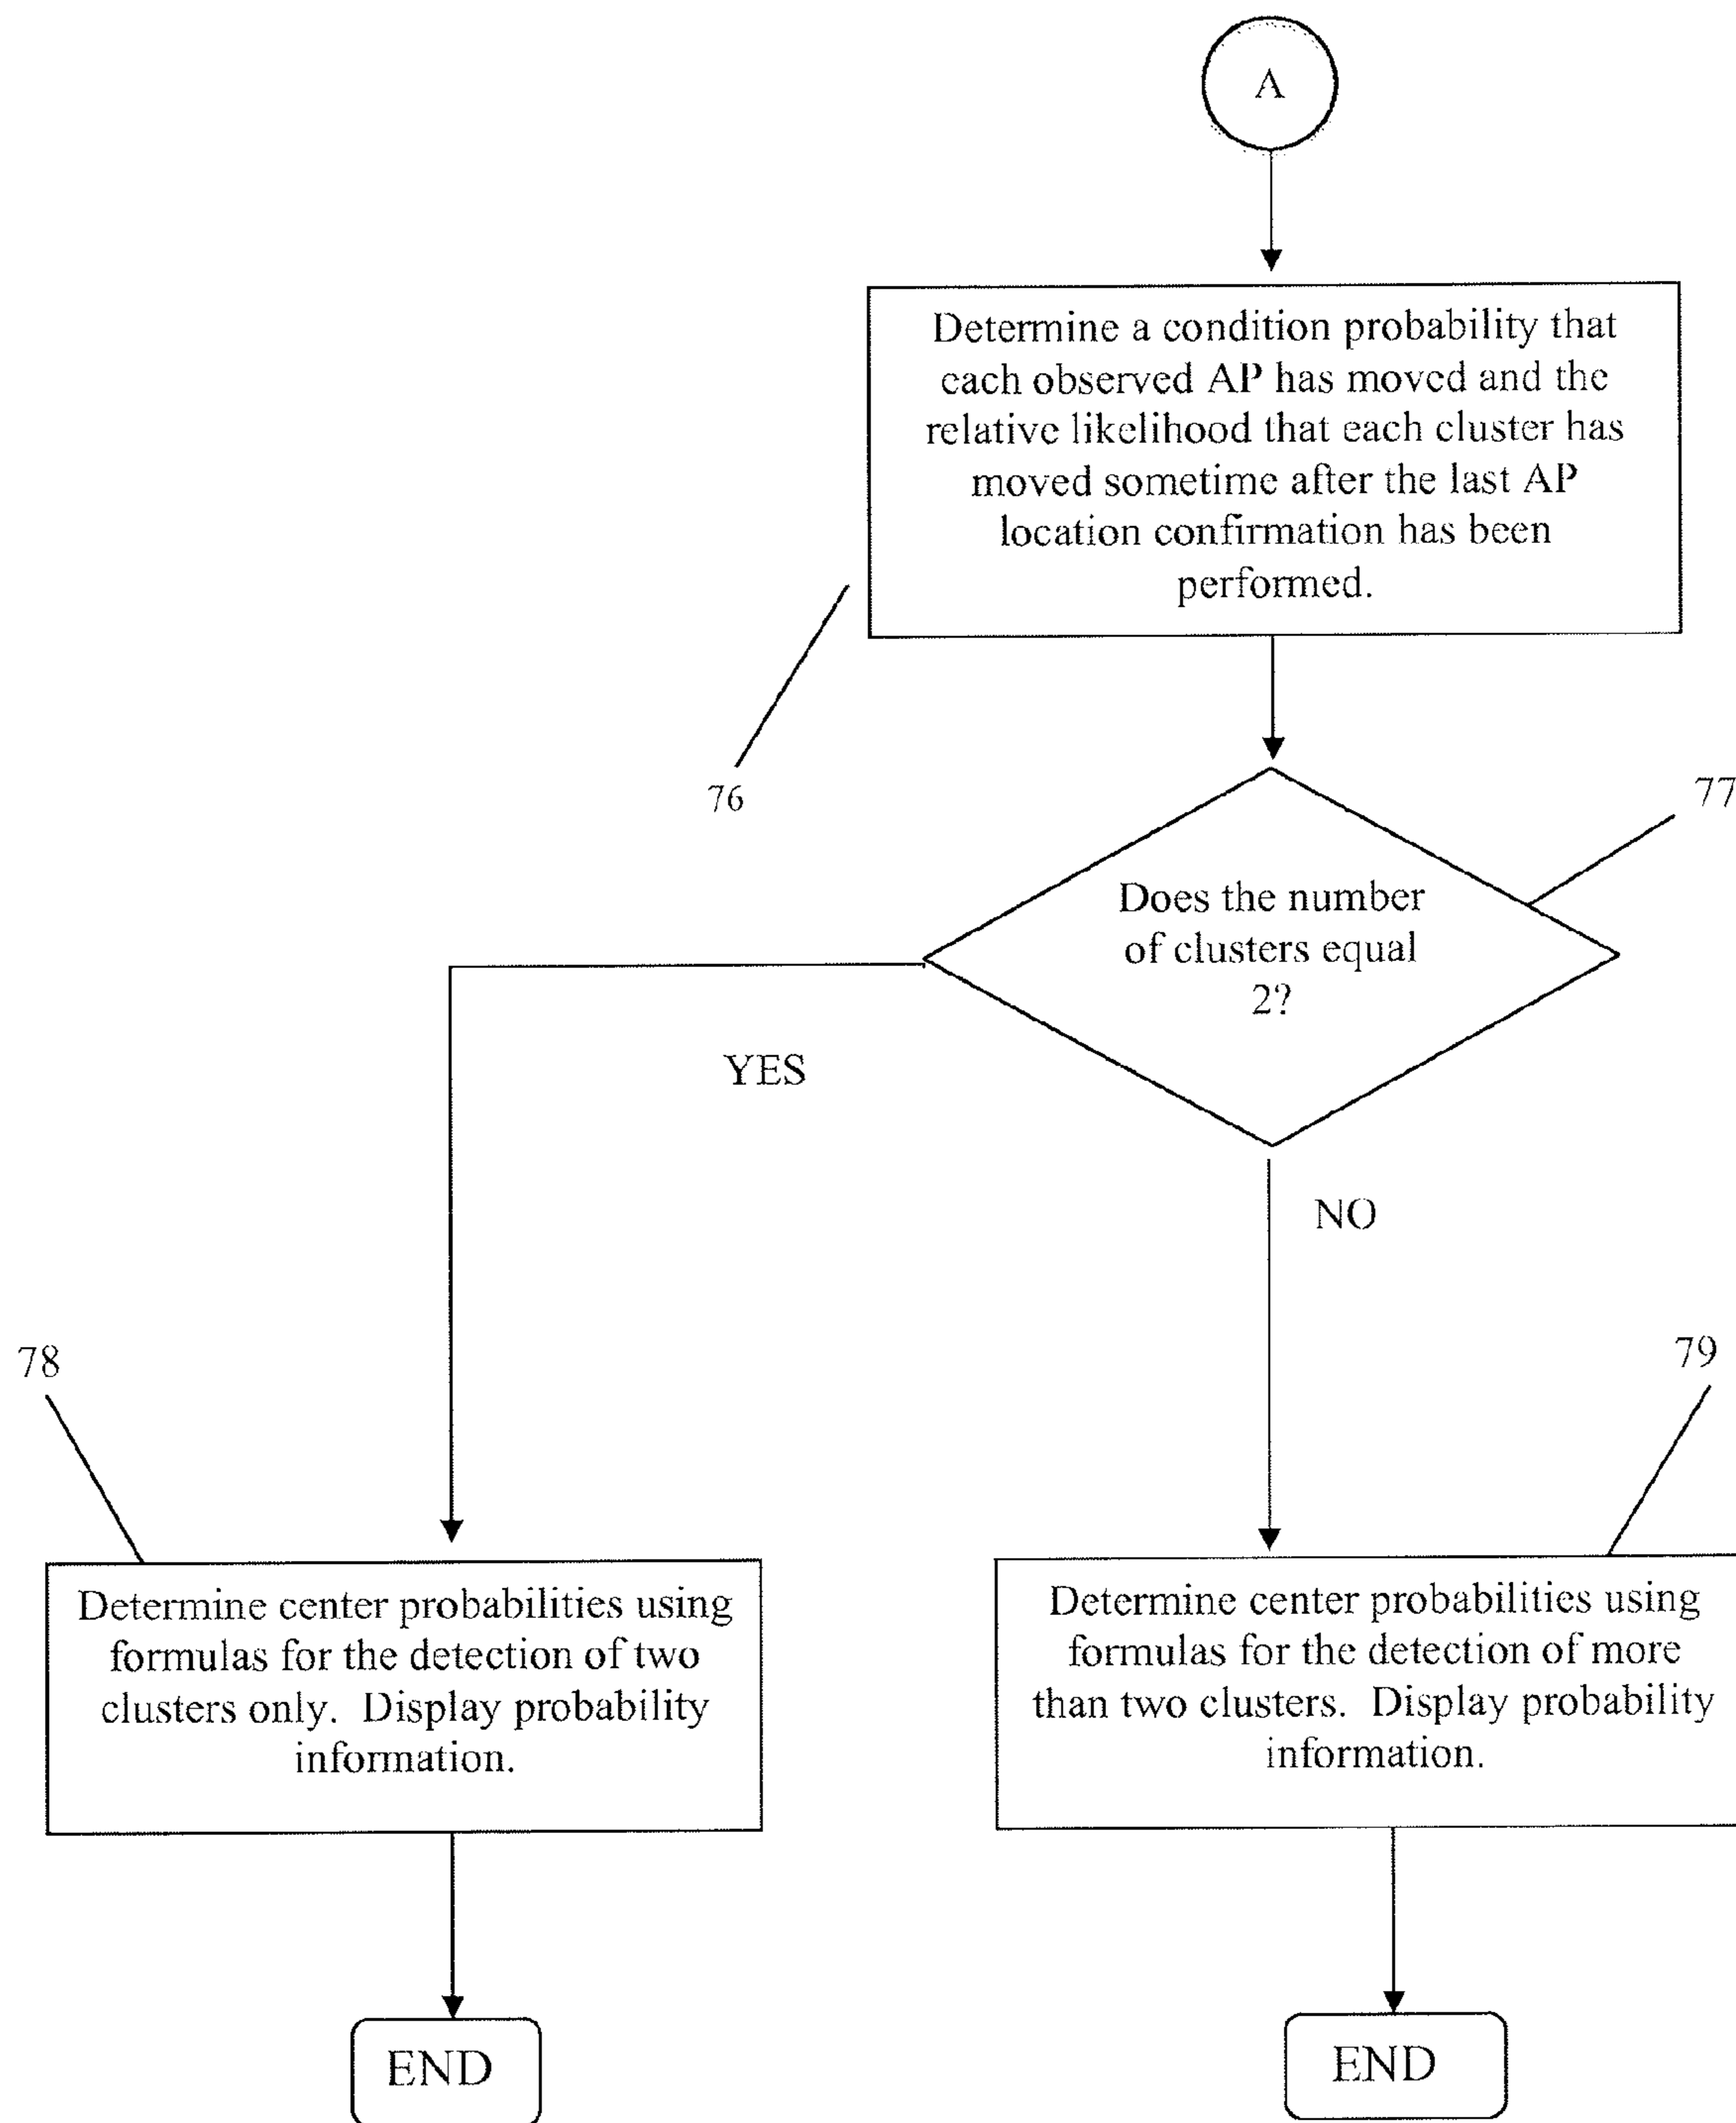 A
Determine a condition probability that
each observed AP has moved and the
relative likelihood that each cluster has
moved sometime after the last AP
location confirmation has been
performed.
76
77
Does the number
of clusters equal
2?
YES
NO
78
79
Determine center probabilities using
formulas for the detection of two
clusters only. Display probability
information.
Determine center probabilities using
formulas for the detection of more
than two clusters. Display probability
information.
END
END